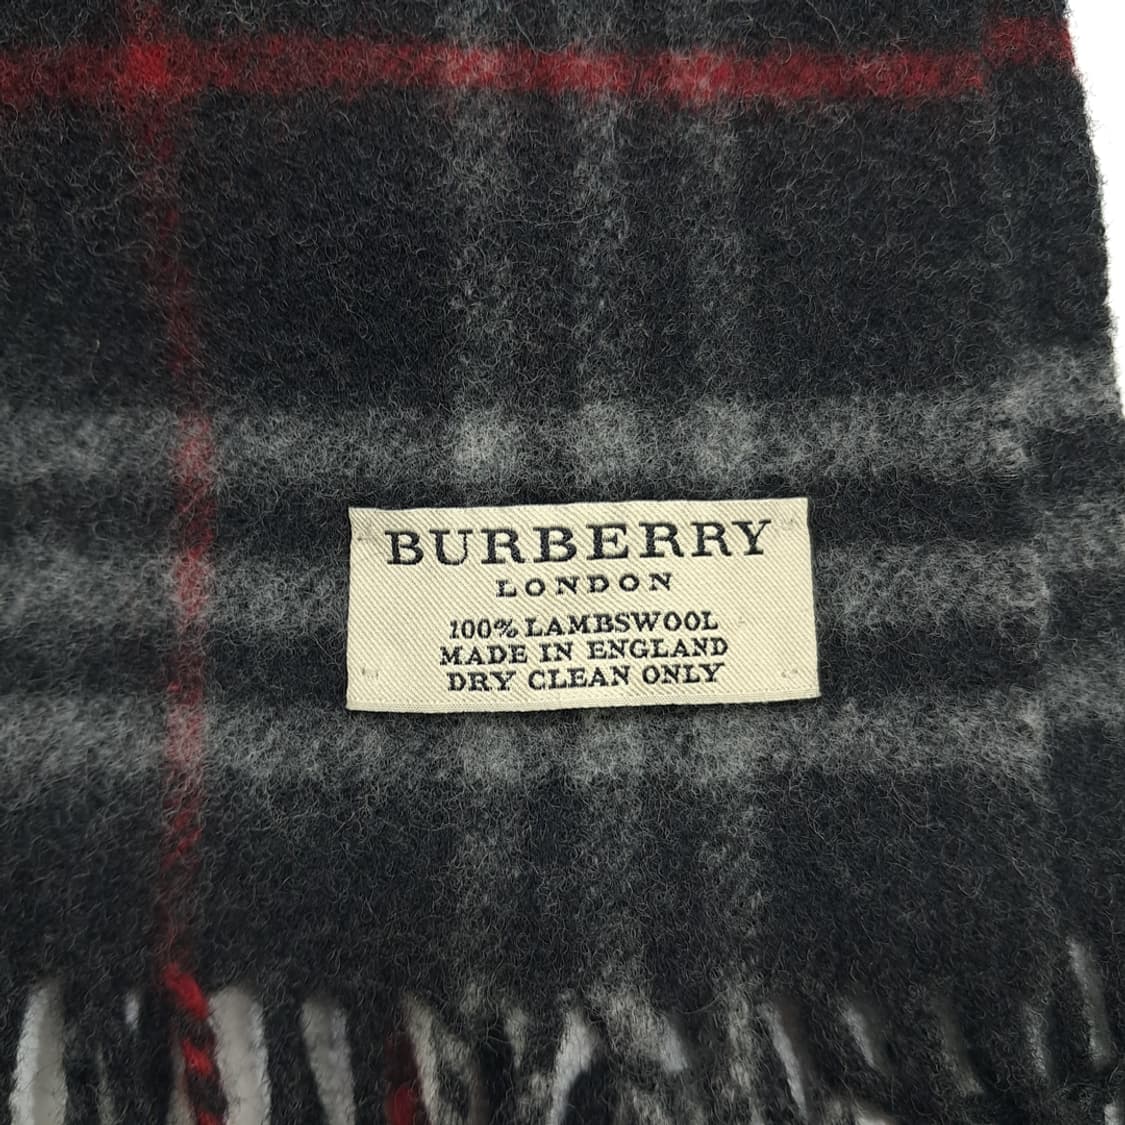 BURBERRY
LONDON
100% LAMBSWOOL
MADE IN ENGLAND
DRY CLEAN ONLY